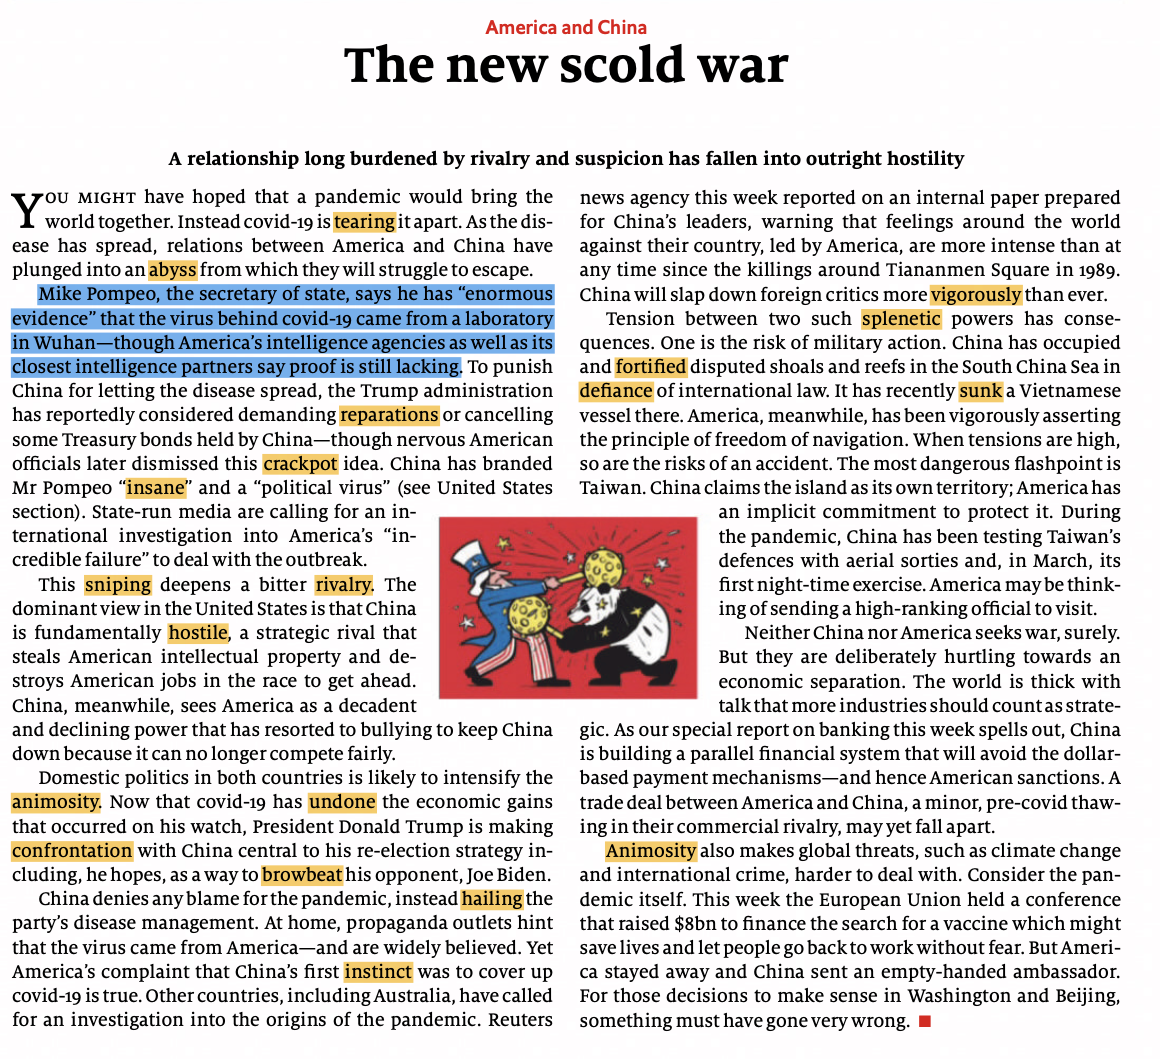 America and China
The new scold war
A relationship long burdened by rivalry and suspicion has fallen into outright hostility
YOU MIGHT have hoped that a pandemic would bring the
world together. Instead covid-19 is tearing it apart. As the dis-
ease has spread, relations between America and China have
plunged into an abyss from which they will struggle to escape.
Mike Pompeo, the secretary of state, says he has “enormous
evidence” that the virus behind covid-19 came from a laboratory
in Wuhan—though America’s intelligence agencies as well as its
closest intelligence partners say proof is still lacking. To punish
China for letting the disease spread, the Trump administration
has reportedly considered demanding reparations or cancelling
some Treasury bonds held by China—though nervous American
officials later dismissed this crackpot idea. China has branded
Mr Pompeo “insane” and a “political virus” (see United States
section). State-run media are calling for an in-
ternational investigation into America’s “in-
credible failure” to deal with the outbreak.
This sniping deepens a bitter rivalry. The
dominant view in the United States is that China
is fundamentally hostile, a strategic rival that
steals American intellectual property and de-
stroys American jobs in the race to get ahead.
China, meanwhile, sees America as a decadent
and declining power that has resorted to bullying to keep China
down because it can no longer compete fairly.
Domestic politics in both countries is likely to intensify the
animosity. Now that covid-19 has undone the economic gains
that occurred on his watch, President Donald Trump is making
confrontation with China central to his re-election strategy in-
cluding, he hopes, as a way to browbeat his opponent, Joe Biden.
China denies any blame for the pandemic, instead hailing the
party’s disease management. At home, propaganda outlets hint
that the virus came from America—and are widely believed. Yet
America’s complaint that China’s first instinct was to cover up
covid-19 is true. Other countries, including Australia, have called
for an investigation into the origins of the pandemic. Reuters
news agency this week reported on an internal paper prepared
for China’s leaders, warning that feelings around the world
against their country, led by America, are more intense than at
any time since the killings around Tiananmen Square in 1989.
China will slap down foreign critics more vigorously than ever.
Tension between two such splenetic powers has conse-
quences. One is the risk of military action. China has occupied
and fortified disputed shoals and reefs in the South China Sea in
defiance of international law. It has recently sunk a Vietnamese
vessel there. America, meanwhile, has been vigorously asserting
the principle of freedom of navigation. When tensions are high,
so are the risks of an accident. The most dangerous flashpoint is
Taiwan. China claims the island as its own territory; America has
an implicit commitment to protect it. During
the pandemic, China has been testing Taiwan’s
defences with aerial sorties and, in March, its
first night-time exercise. America may be think-
ing of sending a high-ranking official to visit.
Neither China nor America seeks war, surely.
But they are deliberately hurtling towards an
economic separation. The world is thick with
talk that more industries should count as strate-
gic. As our special report on banking this week spells out, China
is building a parallel financial system that will avoid the dollar-
based payment mechanisms—and hence American sanctions. A
trade deal between America and China, a minor, pre-covid thaw-
ing in their commercial rivalry, may yet fall apart.
Animosity also makes global threats, such as climate change
and international crime, harder to deal with. Consider the pan-
demic itself. This week the European Union held a conference
that raised $8bn to finance the search for a vaccine which might
save lives and let people go back to work without fear. But Ameri-
ca stayed away and China sent an empty-handed ambassador.
For those decisions to make sense in Washington and Beijing,
something must have gone very wrong. ■